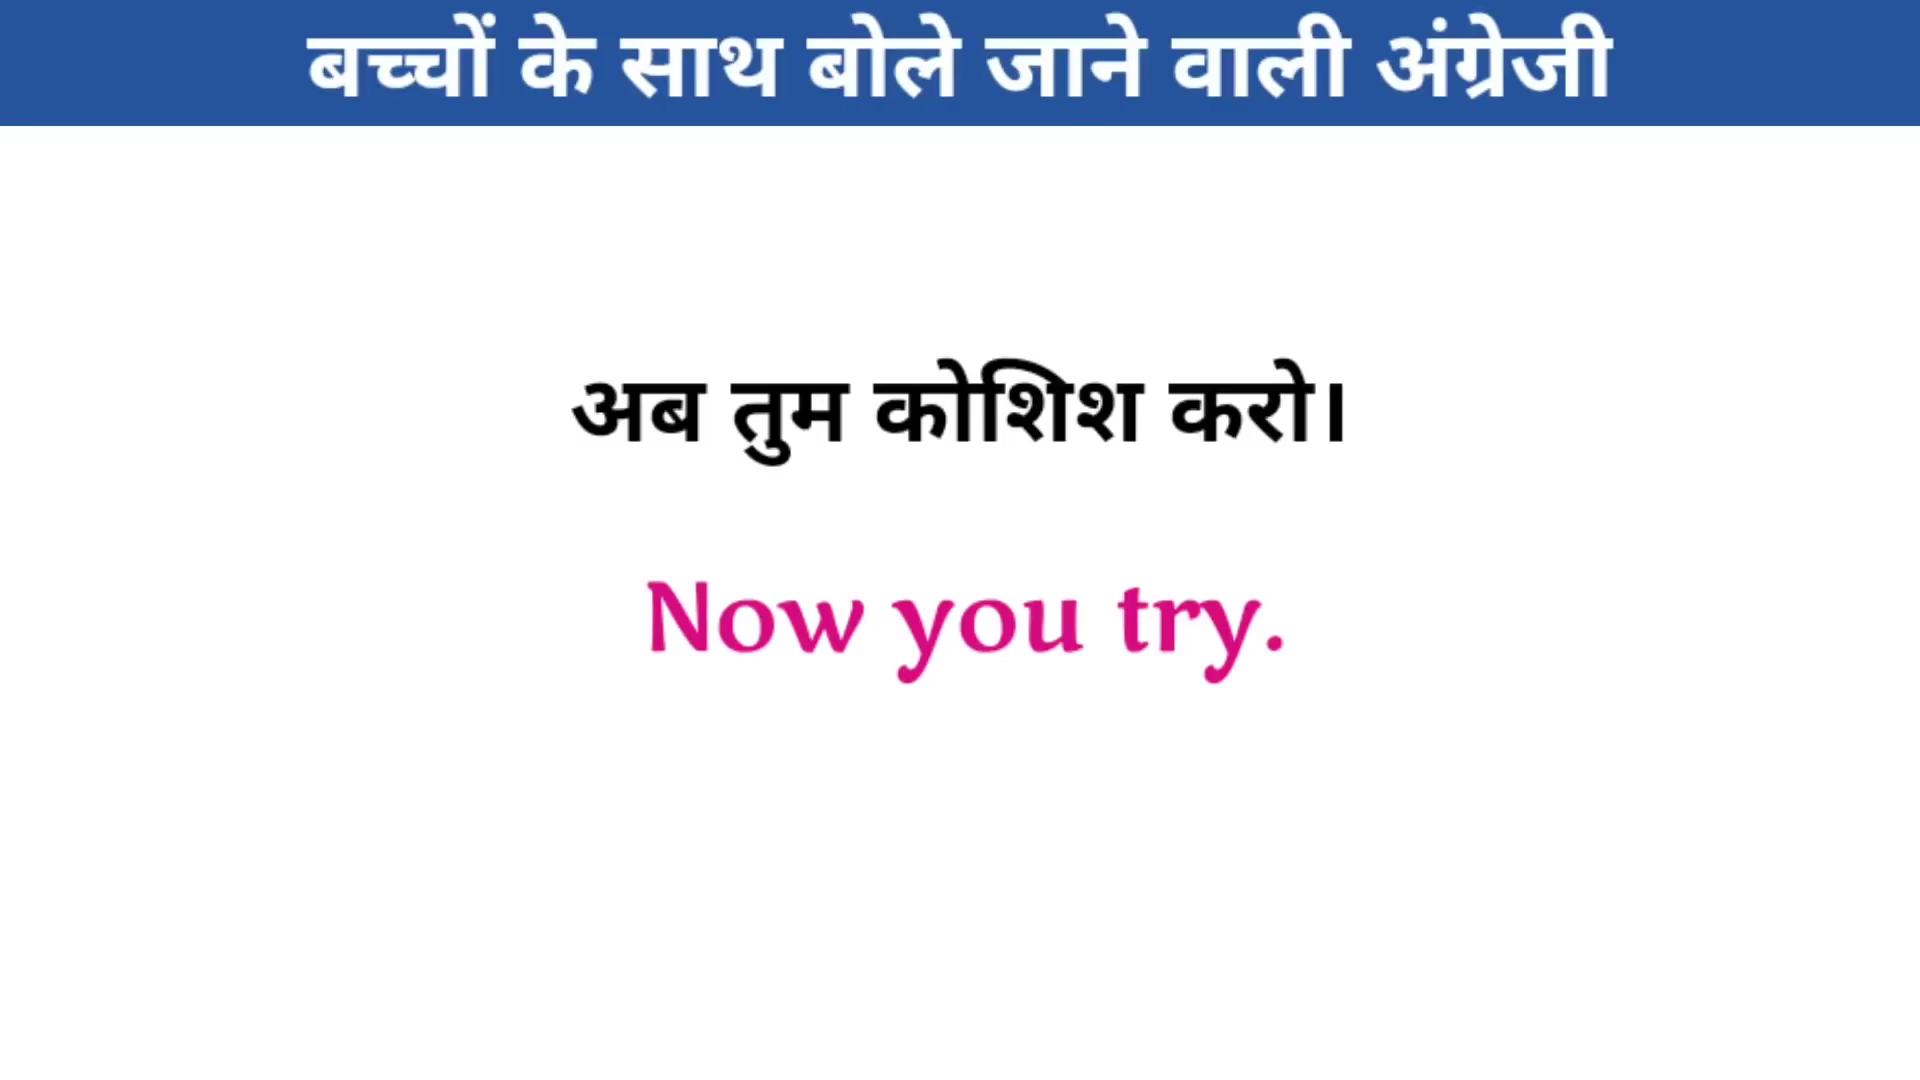 बच्चों के साथ बोले जाने वाली अंग्रेजी
अब तुम कोशिश करो।
Now you try.